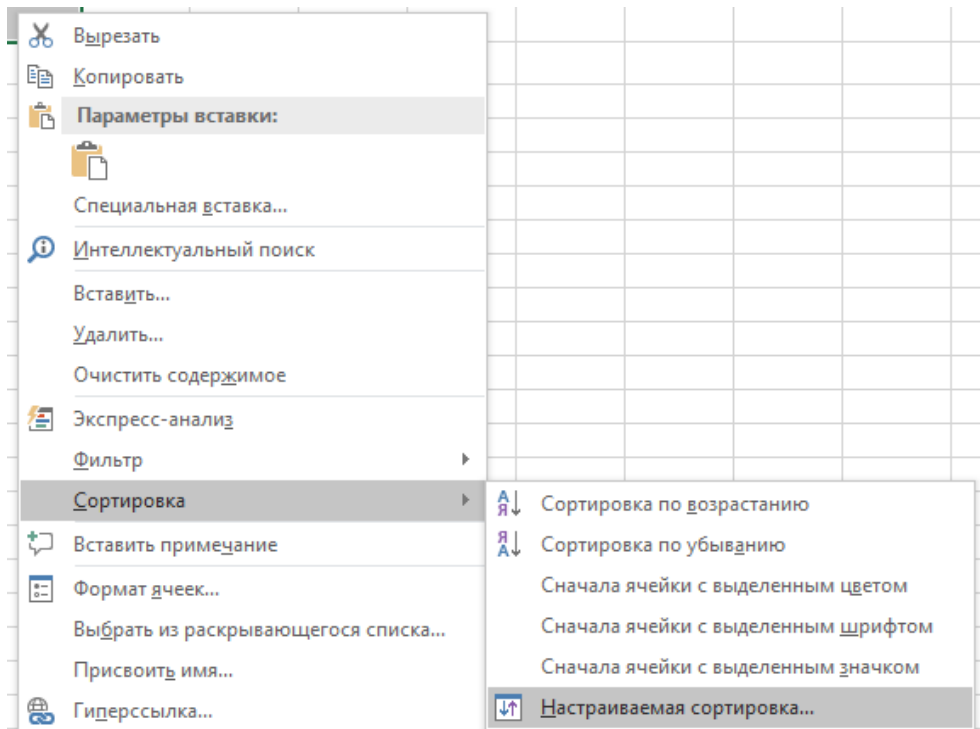 Вырезать
Копировать
Параметры вставки:
Специальная вставка...
Интеллектуальный поиск
Вставить...
Удалить...
Очистить содержимое
Экспресс-анализ
Фильтр
Сортировка
Вставить примечание
Формат ячеек...
Выбрать из раскрывающегося списка...
Присвоить имя...
Гиперссылка...
Сортировка по возрастанию
Сортировка по убыванию
Сначала ячейки с выделенным цветом
Сначала ячейки с выделенным шрифтом
Сначала ячейки с выделенным значком
Настраиваемая сортировка...